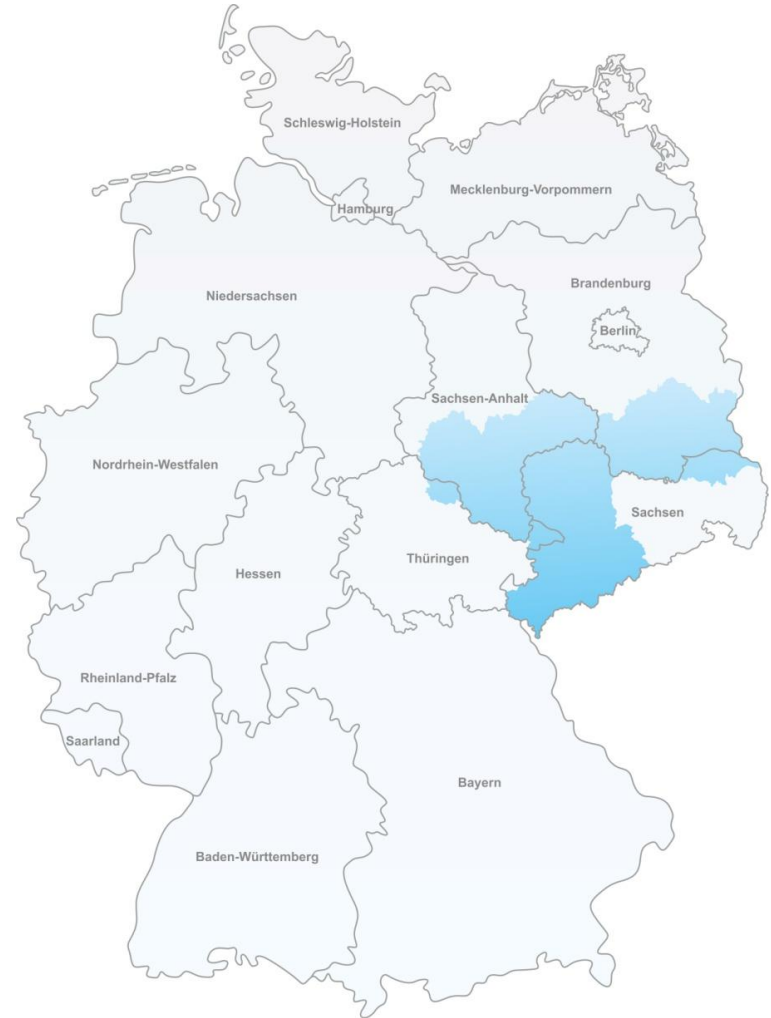 Schleswig-Holstein
Mecklenburg-Vorpommern
Hamburg
Brandenburg
Niedersachsen
Berlin
Sachsen-Anhalt
Nordrhein-Westfalen
Sachsen
Thüringen
Hessen
Rheinland-Pfalz
Saarland
Bayern
Baden-Württemberg